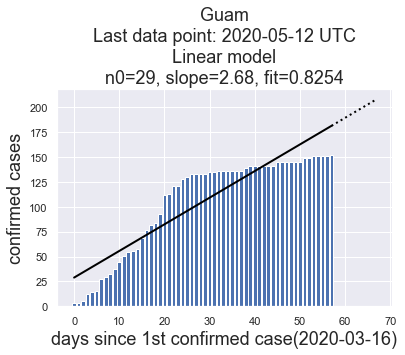 Guam
Last data point: 2020-05-12 UTC
Linear model
n0=29, slope=2.68, fit=0.8254
confirmed cases
200
175
150
125
100
75
50
25
0
0 10 20 30 40 50 60 70
days since 1st confirmed case(2020-03-16)